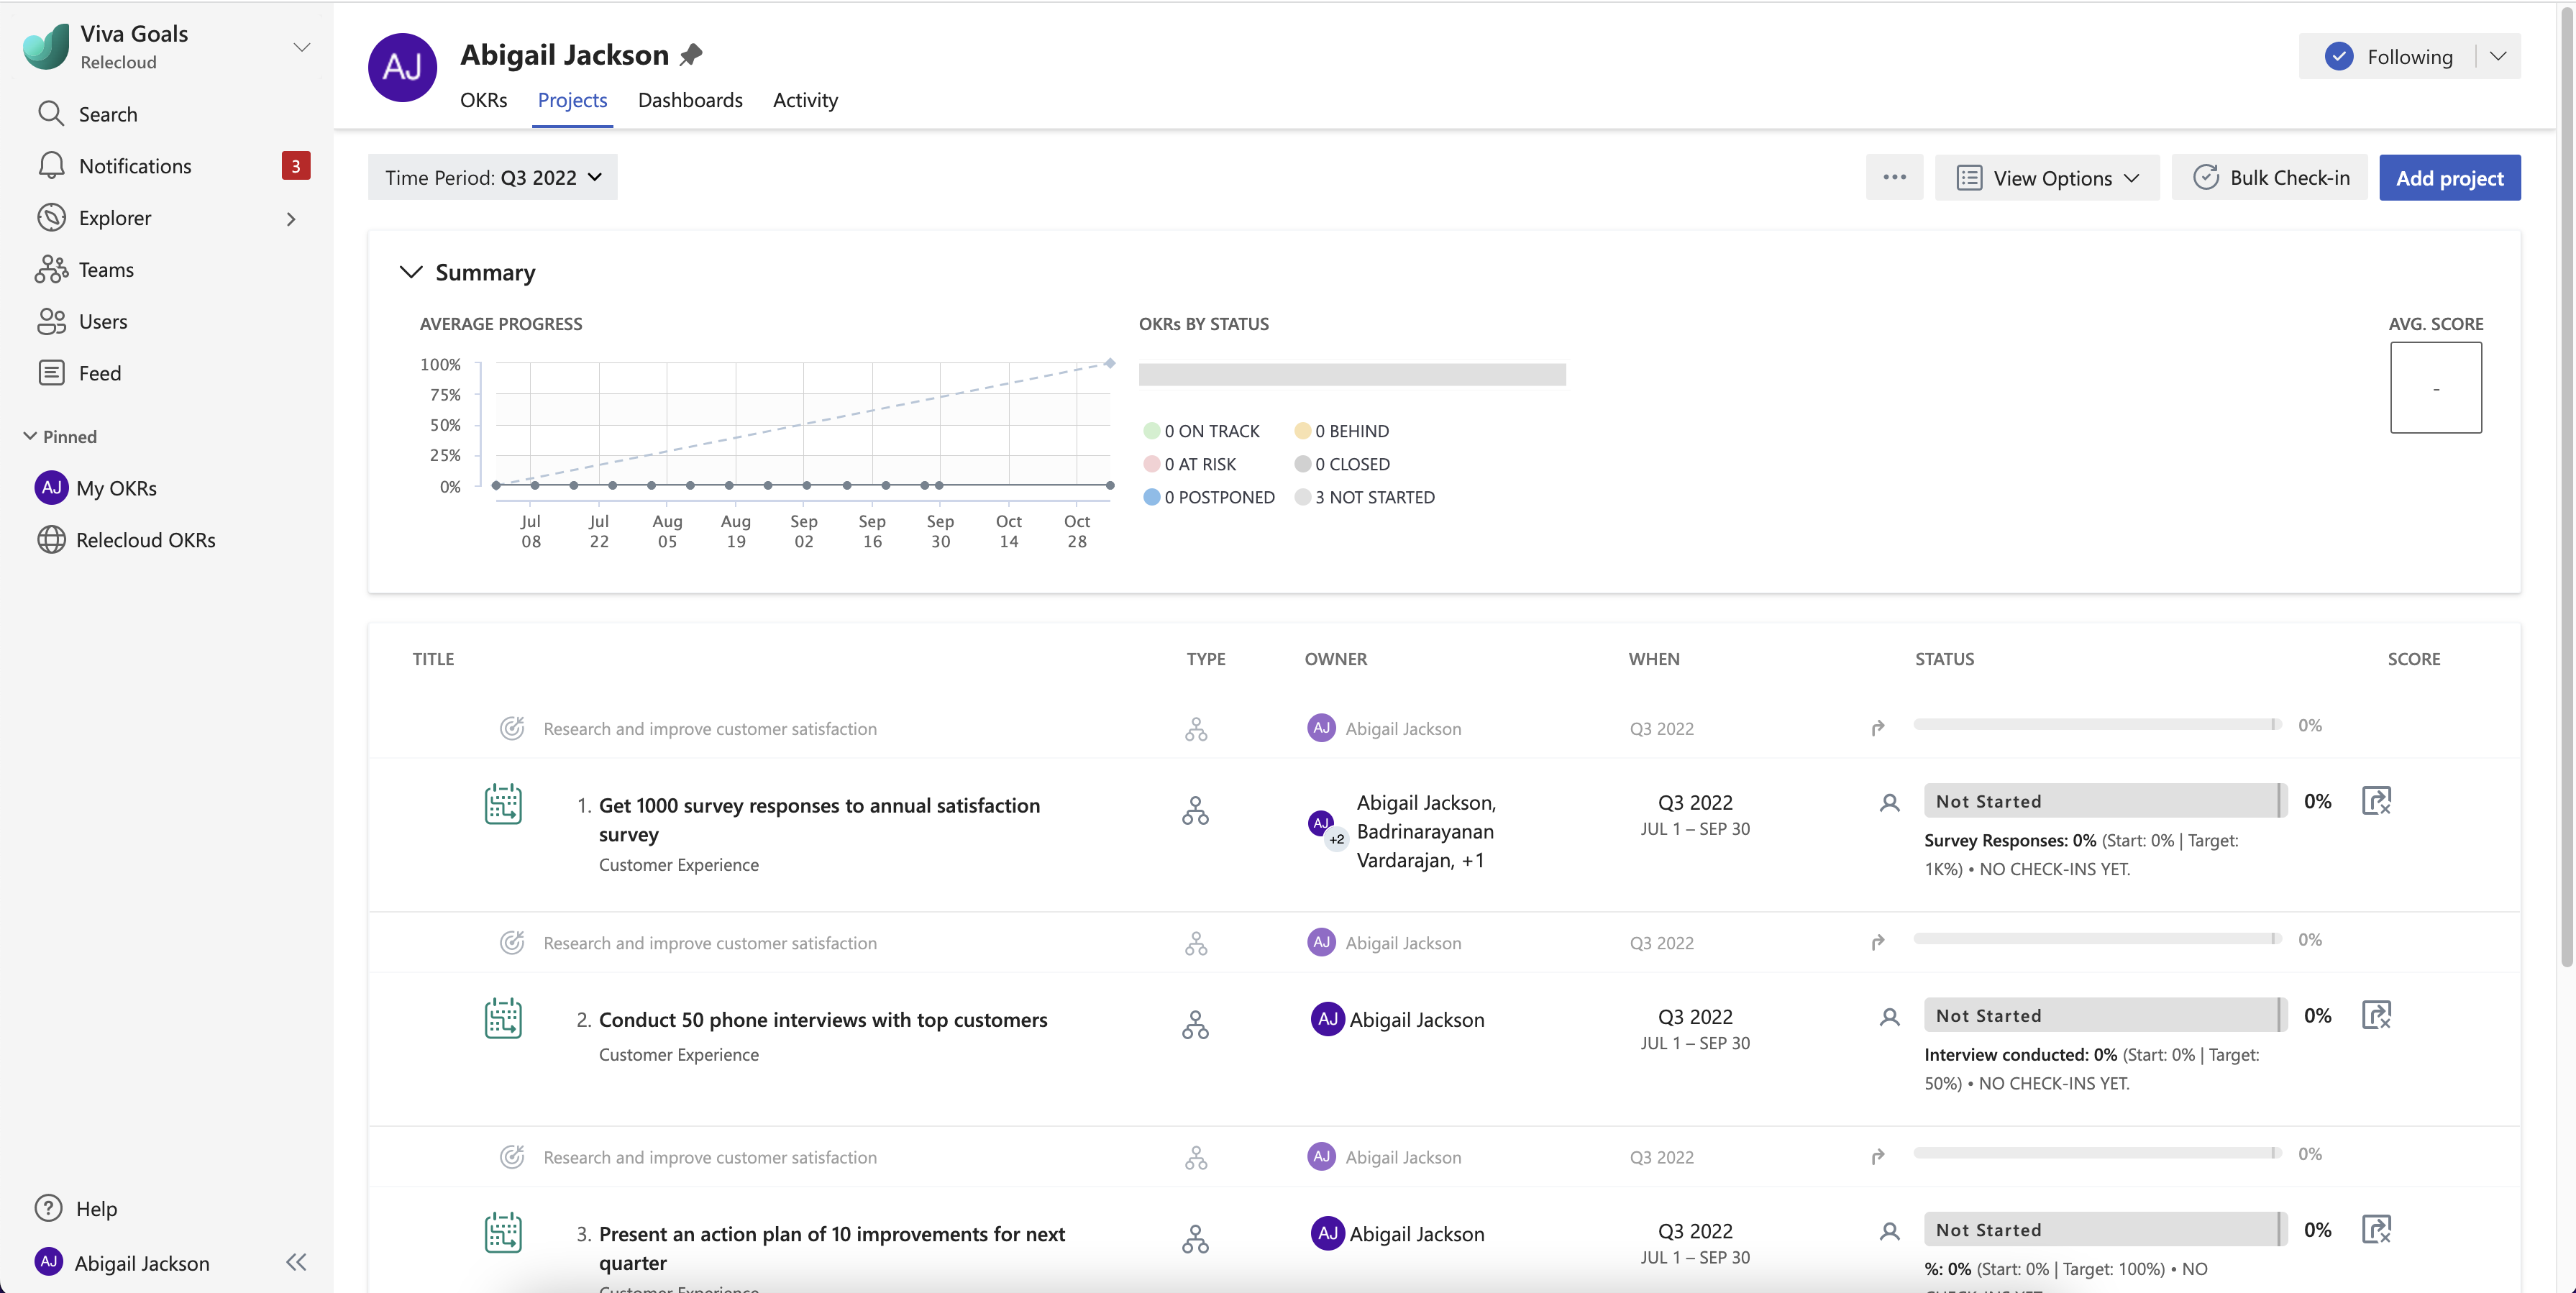 Viva Goals
Relecloud
Search
Notifications
3
Explorer
Teams
Users
Feed
Pinned
AJ My OKRs
Relecloud OKRs
Help
AJ Abigail Jackson
AJ
Abigail Jackson
OKRs Projects Dashboards Activity
Following
Time Period: Q3 2022
View Options
Bulk Check-in
Add project
Summary
AVERAGE PROGRESS
100%
75%
50%
25%
0%
Jul 08
Jul 22
Aug 05
Aug 19
Sep 02
Sep 16
Sep 30
Oct 14
Oct 28
OKRs BY STATUS
0 ON TRACK
0 BEHIND
0 AT RISK
0 CLOSED
0 POSTPONED
3 NOT STARTED
AVG. SCORE
-
TITLE TYPE OWNER WHEN STATUS SCORE
Research and improve customer satisfaction AJ Abigail Jackson Q3 2022 0%
1. Get 1000 survey responses to annual satisfaction
survey
Customer Experience
AJ +2
Abigail Jackson,
Badrinarayanan
Vardarajan, +1
Q3 2022
JUL 1 – SEP 30
Not Started 0%
Survey Responses: 0% (Start: 0% | Target:
1K%) • NO CHECK-INS YET.
Research and improve customer satisfaction AJ Abigail Jackson Q3 2022 0%
2. Conduct 50 phone interviews with top customers
Customer Experience
AJ Abigail Jackson
Q3 2022
JUL 1 – SEP 30
Not Started 0%
Interview conducted: 0% (Start: 0% | Target:
50%) • NO CHECK-INS YET.
Research and improve customer satisfaction AJ Abigail Jackson Q3 2022 0%
3. Present an action plan of 10 improvements for next
quarter
Customer Experience
AJ Abigail Jackson
Q3 2022
JUL 1 – SEP 30
Not Started 0%
%: 0% (Start: 0% | Target: 100%) • NO
CHECK-INS YET.